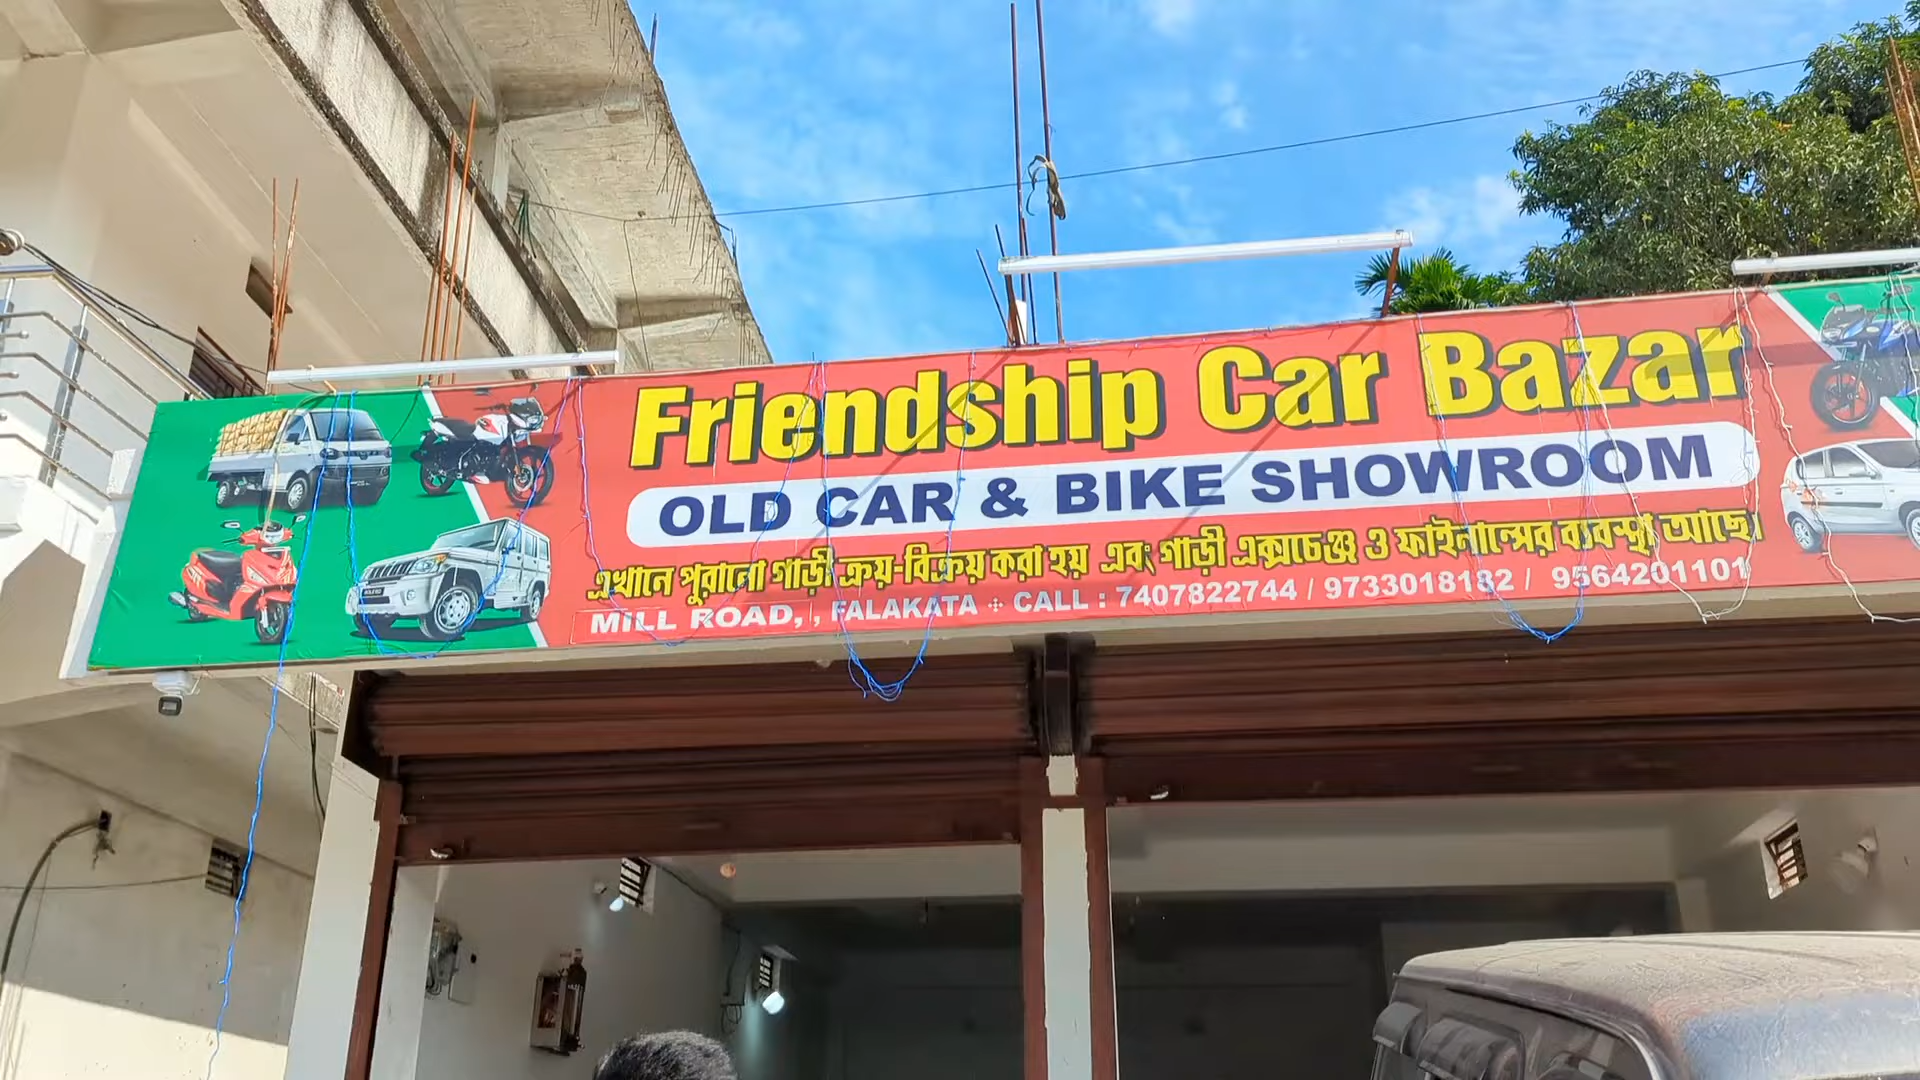 Friendship Car Bazar
OLD CAR & BIKE SHOWROOM
এখানে পুরানো গাড়ী ক্রয়-বিক্রয় করা হয় এবং গাড়ী এক্সচেঞ্জ ও ফাইনান্সের ব্যবস্থা আছে।
MILL ROAD, , FALAKATA ❖ CALL : 7407822744 / 9733018182 / 9564201101